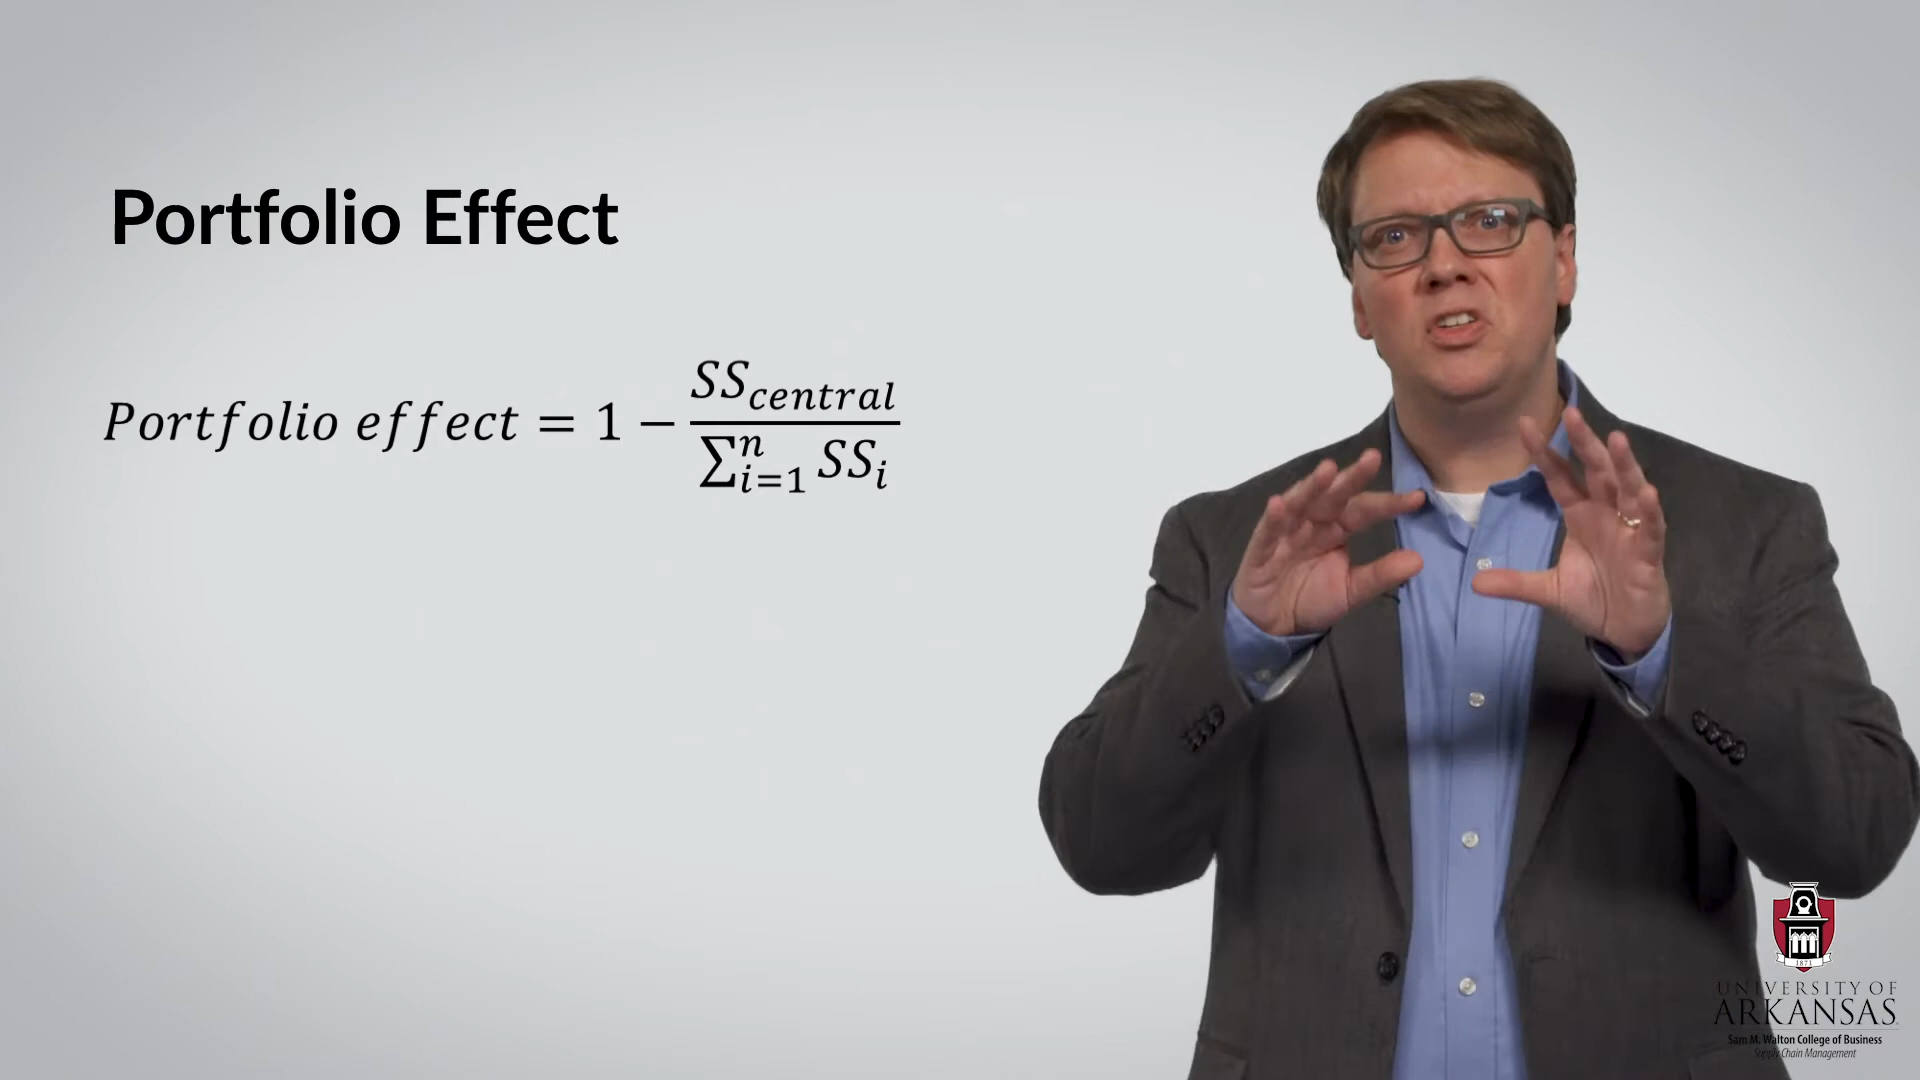 Portfolio Effect
Portfolio effect = 1 − SS_central / ∑_{i=1}^{n} SS_i
1871
UNIVERSITY OF
ARKANSAS
Sam M. Walton College of Business
Supply Chain Management